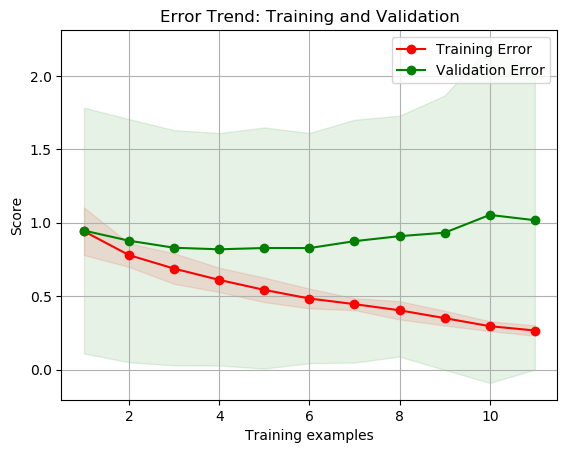 Error Trend: Training and Validation
Training Error
Validation Error
2.0
1.5
1.0
0.5
0.0
Score
2 4 6 8 10
Training examples